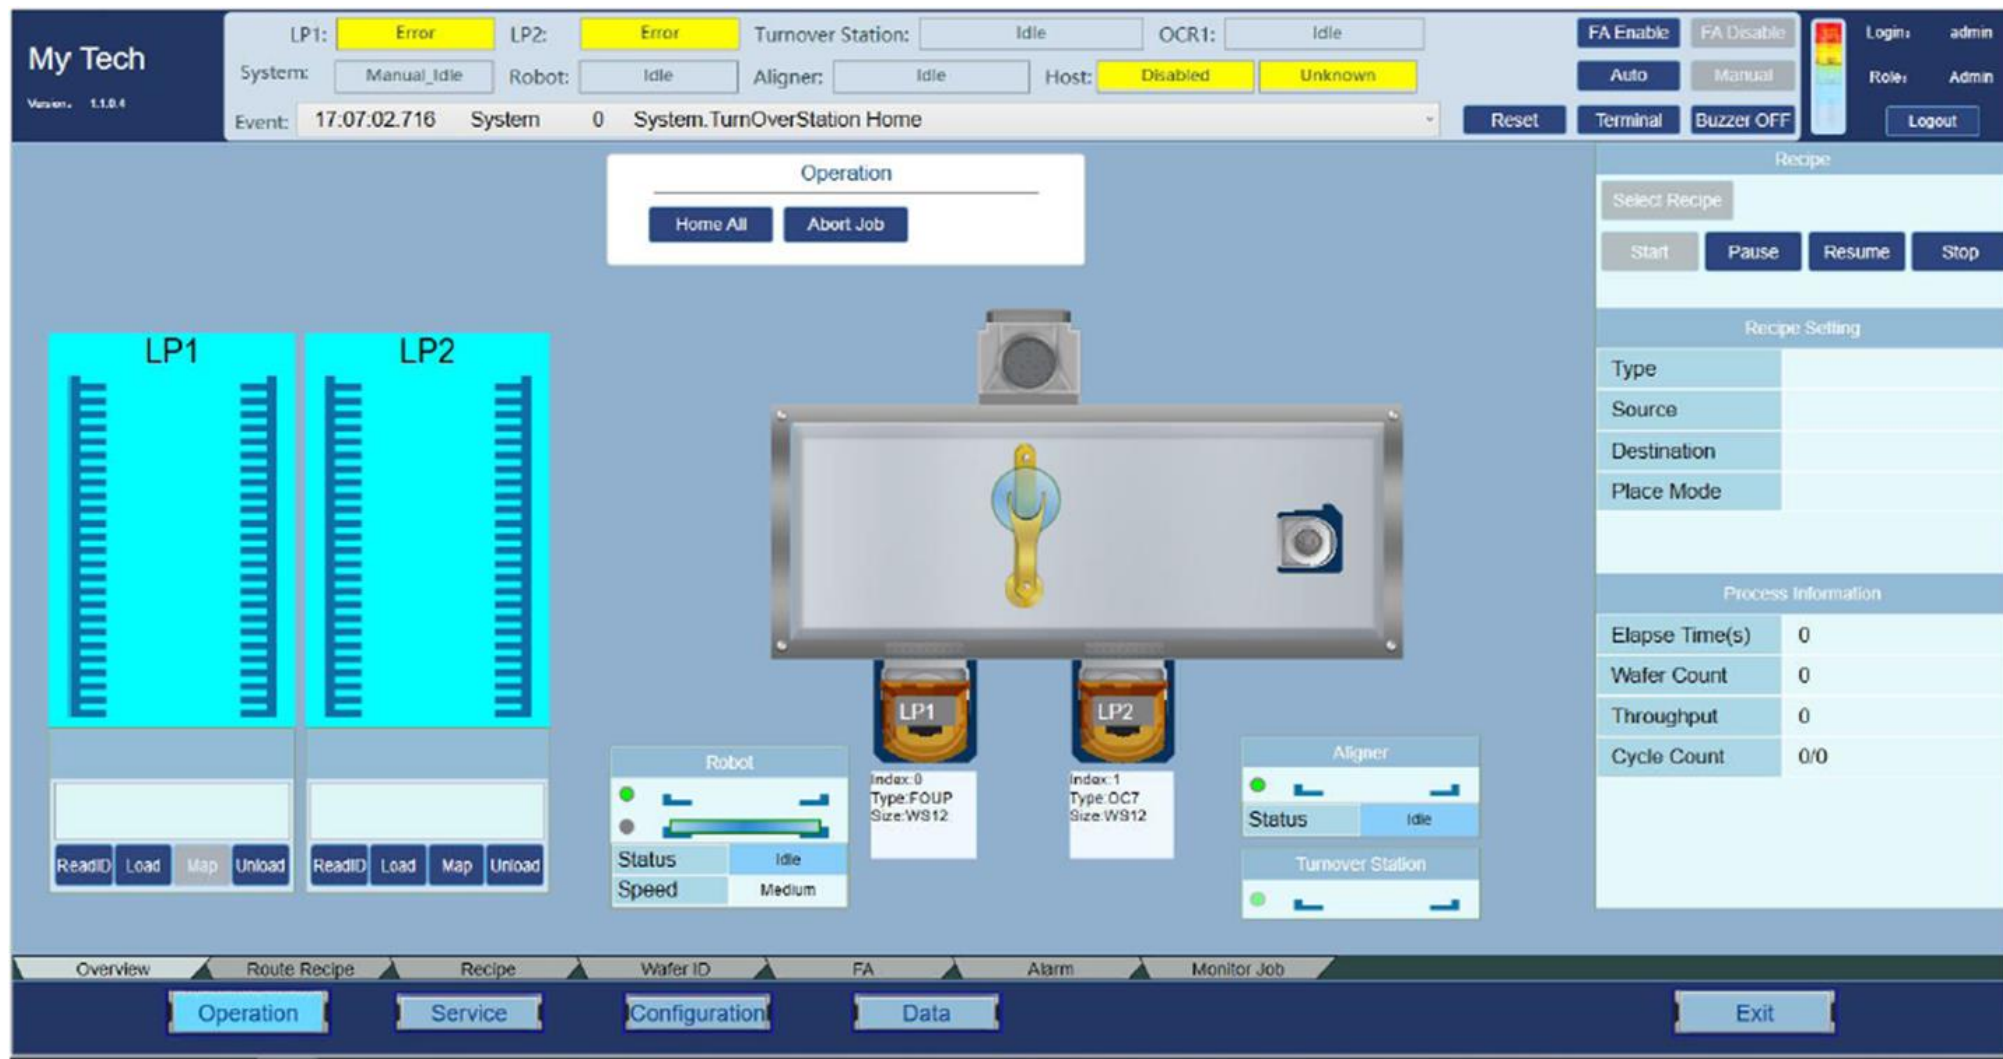 My Tech
Version: 1.1.0.4
LP1: Error LP2: Error Turnover Station: Idle OCR1: Idle
System: Manual_Idle Robot: Idle Aligner: Idle Host: Disabled Unknown
Event: 17:07:02.716 System 0 System.TurnOverStation Home
Reset
FA Enable FA Disable
Auto Manual
Terminal Buzzer OFF
Login: admin
Role: Admin
Logout
Operation
Home All Abort Job
LP1
ReadID Load Map Unload
LP2
ReadID Load Map Unload
LP1
Index:0
Type:FOUP
Size:WS12
LP2
Index:1
Type:OC7
Size:WS12
Robot
Status Idle
Speed Medium
Aligner
Status Idle
Turnover Station
Recipe
Select Recipe
Start Pause Resume Stop
Recipe Setting
Type
Source
Destination
Place Mode
Process Information
Elapse Time(s) 0
Wafer Count 0
Throughput 0
Cycle Count 0/0
Overview Route Recipe Recipe Wafer ID FA Alarm Monitor Job
Operation Service Configuration Data Exit